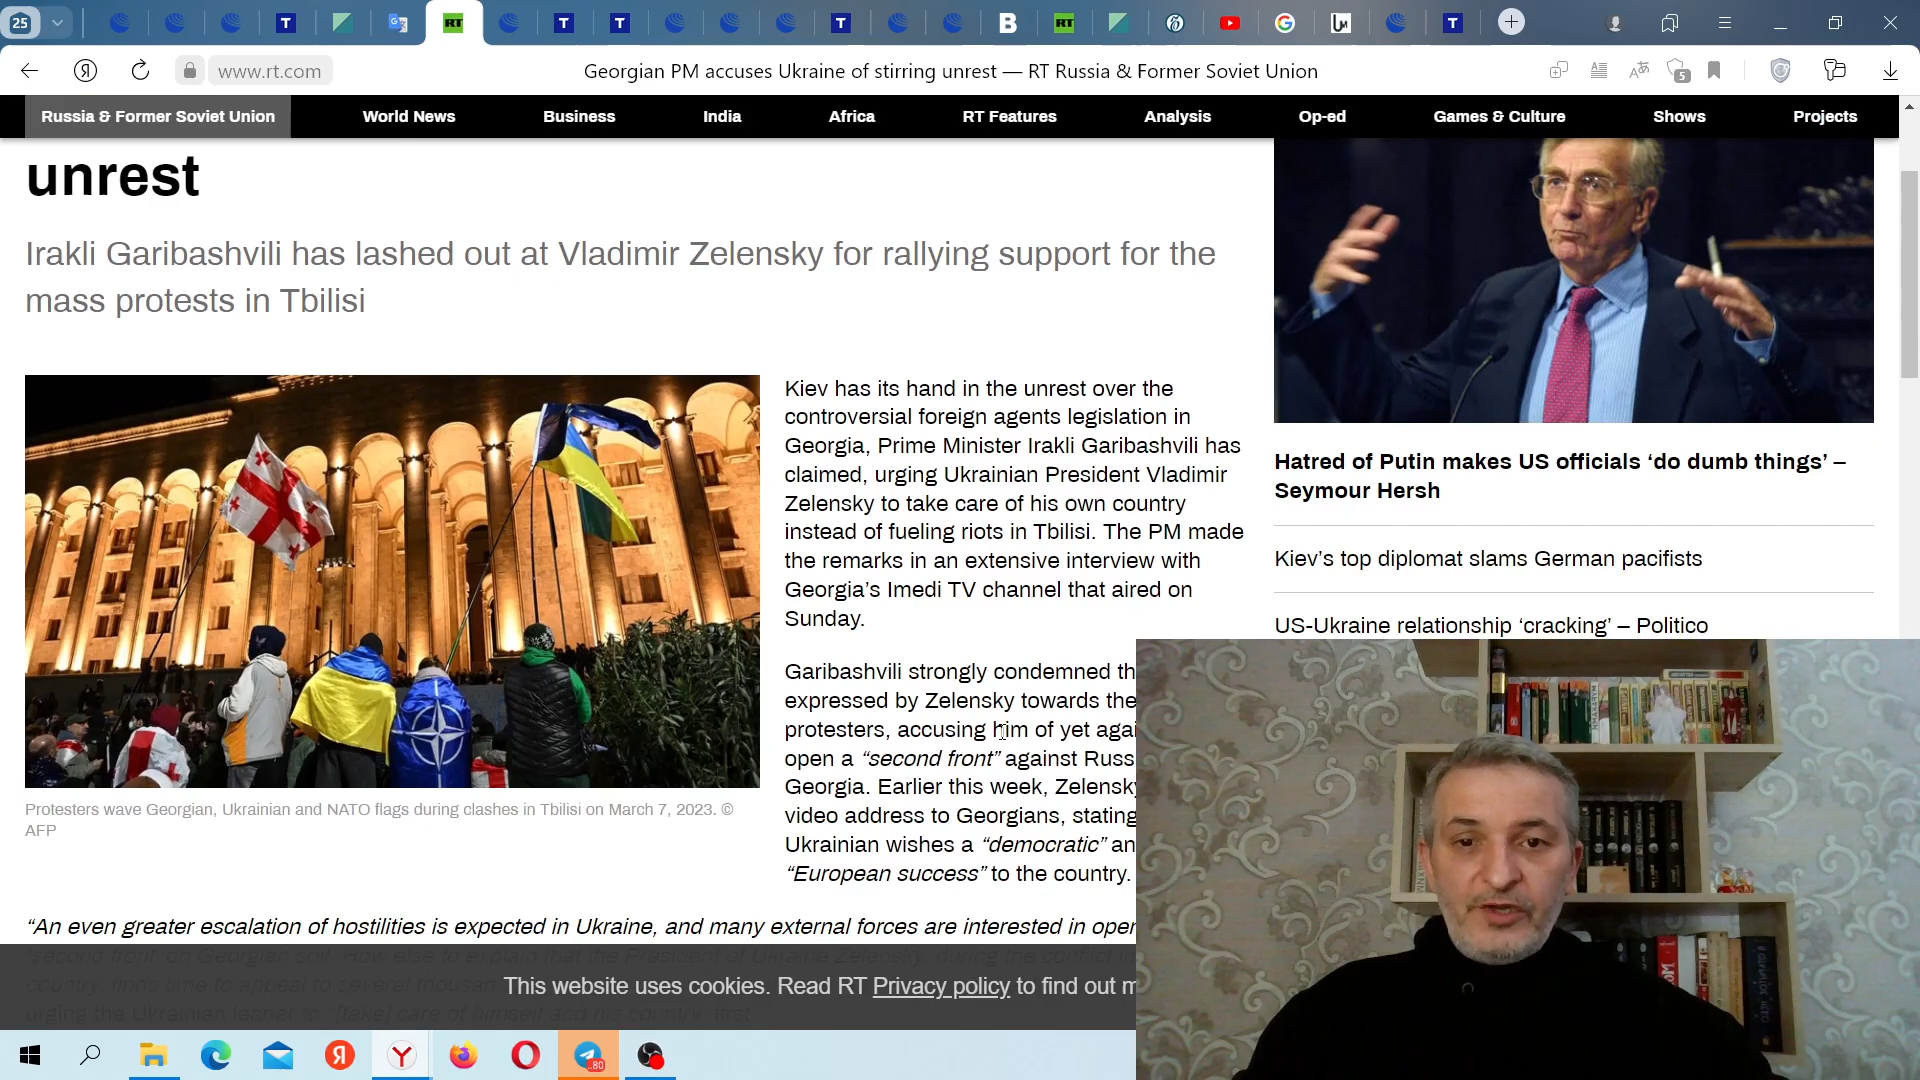 25
www.rt.com
Georgian PM accuses Ukraine of stirring unrest — RT Russia & Former Soviet Union
5
Russia & Former Soviet Union
World News
Business
India
Africa
RT Features
Analysis
Op-ed
Games & Culture
Shows
Projects
unrest
Irakli Garibashvili has lashed out at Vladimir Zelensky for rallying support for the
mass protests in Tbilisi
Protesters wave Georgian, Ukrainian and NATO flags during clashes in Tbilisi on March 7, 2023. ©
AFP
Kiev has its hand in the unrest over the
controversial foreign agents legislation in
Georgia, Prime Minister Irakli Garibashvili has
claimed, urging Ukrainian President Vladimir
Zelensky to take care of his own country
instead of fueling riots in Tbilisi. The PM made
the remarks in an extensive interview with
Georgia’s Imedi TV channel that aired on
Sunday.
Garibashvili strongly condemned th
expressed by Zelensky towards the
protesters, accusing him of yet agai
open a “second front” against Russ
Georgia. Earlier this week, Zelensky
video address to Georgians, stating
Ukrainian wishes a “democratic” an
“European success” to the country.
“An even greater escalation of hostilities is expected in Ukraine, and many external forces are interested in oper
This website uses cookies. Read RT Privacy policy to find out m
Hatred of Putin makes US officials ‘do dumb things’ –
Seymour Hersh
Kiev’s top diplomat slams German pacifists
US-Ukraine relationship ‘cracking’ – Politico
80